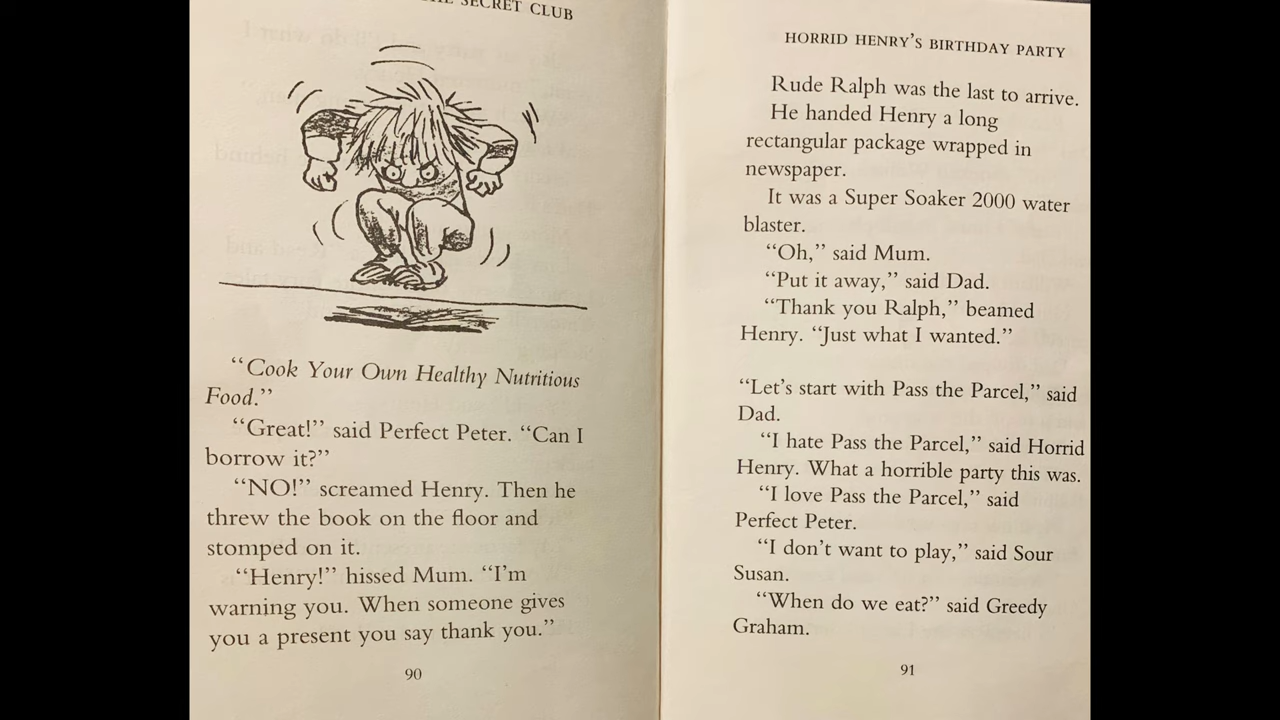 SECRET CLUB
“Cook Your Own Healthy Nutritious
Food.”
“Great!” said Perfect Peter. “Can I
borrow it?”
“NO!” screamed Henry. Then he
threw the book on the floor and
stomped on it.
“Henry!” hissed Mum. “I’m
warning you. When someone gives
you a present you say thank you.”
90
HORRID HENRY’S BIRTHDAY PARTY
Rude Ralph was the last to arrive.
He handed Henry a long
rectangular package wrapped in
newspaper.
It was a Super Soaker 2000 water
blaster.
“Oh,” said Mum.
“Put it away,” said Dad.
“Thank you Ralph,” beamed
Henry. “Just what I wanted.”
“Let’s start with Pass the Parcel,” said
Dad.
“I hate Pass the Parcel,” said Horrid
Henry. What a horrible party this was.
“I love Pass the Parcel,” said
Perfect Peter.
“I don’t want to play,” said Sour
Susan.
“When do we eat?” said Greedy
Graham.
91